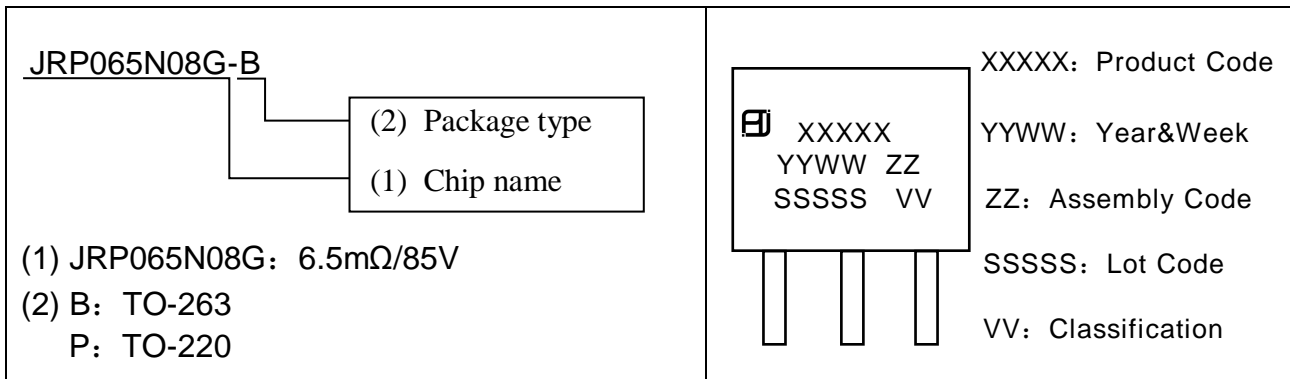 JRP065N08G-B
(2) Package type
(1) Chip name
(1) JRP065N08G：6.5mΩ/85V
(2) B：TO-263
P：TO-220
XXXXX
YYWW ZZ
SSSSS VV
XXXXX：Product Code
YYWW：Year&Week
ZZ：Assembly Code
SSSSS：Lot Code
VV：Classification